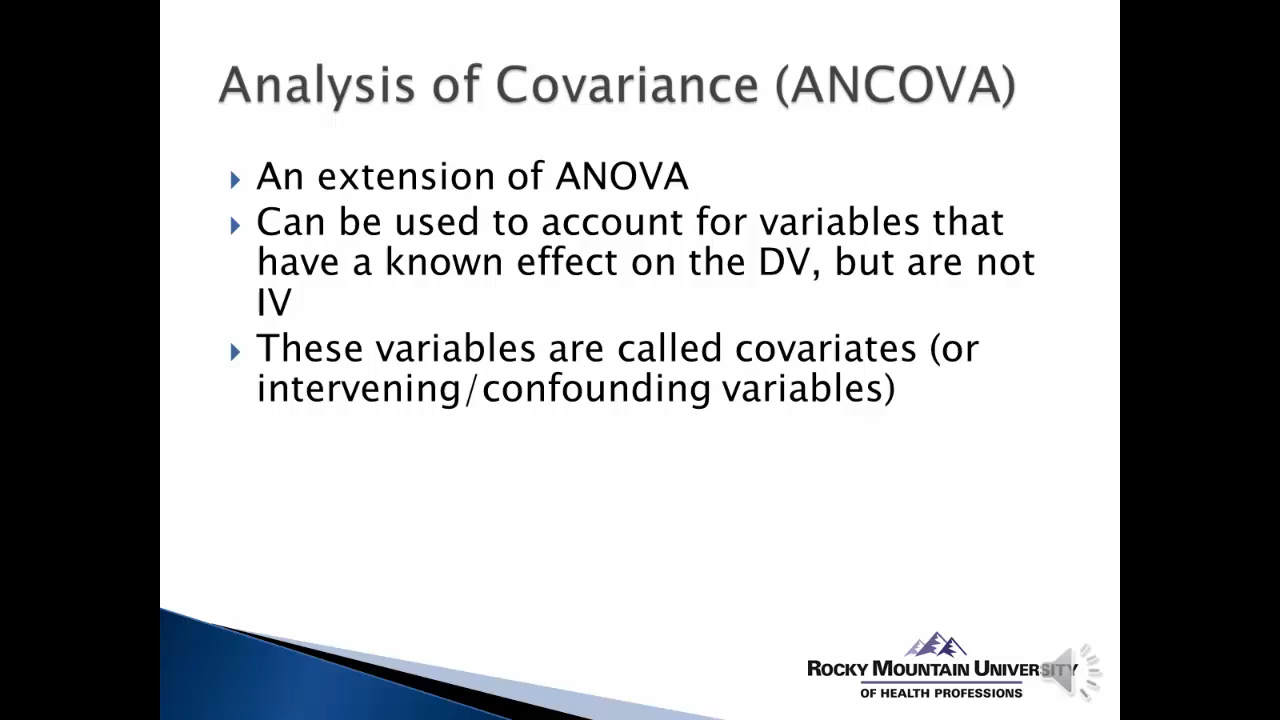 Analysis of Covariance (ANCOVA)
An extension of ANOVA
Can be used to account for variables that
have a known effect on the DV, but are not
IV
These variables are called covariates (or
intervening/confounding variables)
ROCKY MOUNTAIN UNIVERSITY
OF HEALTH PROFESSIONS